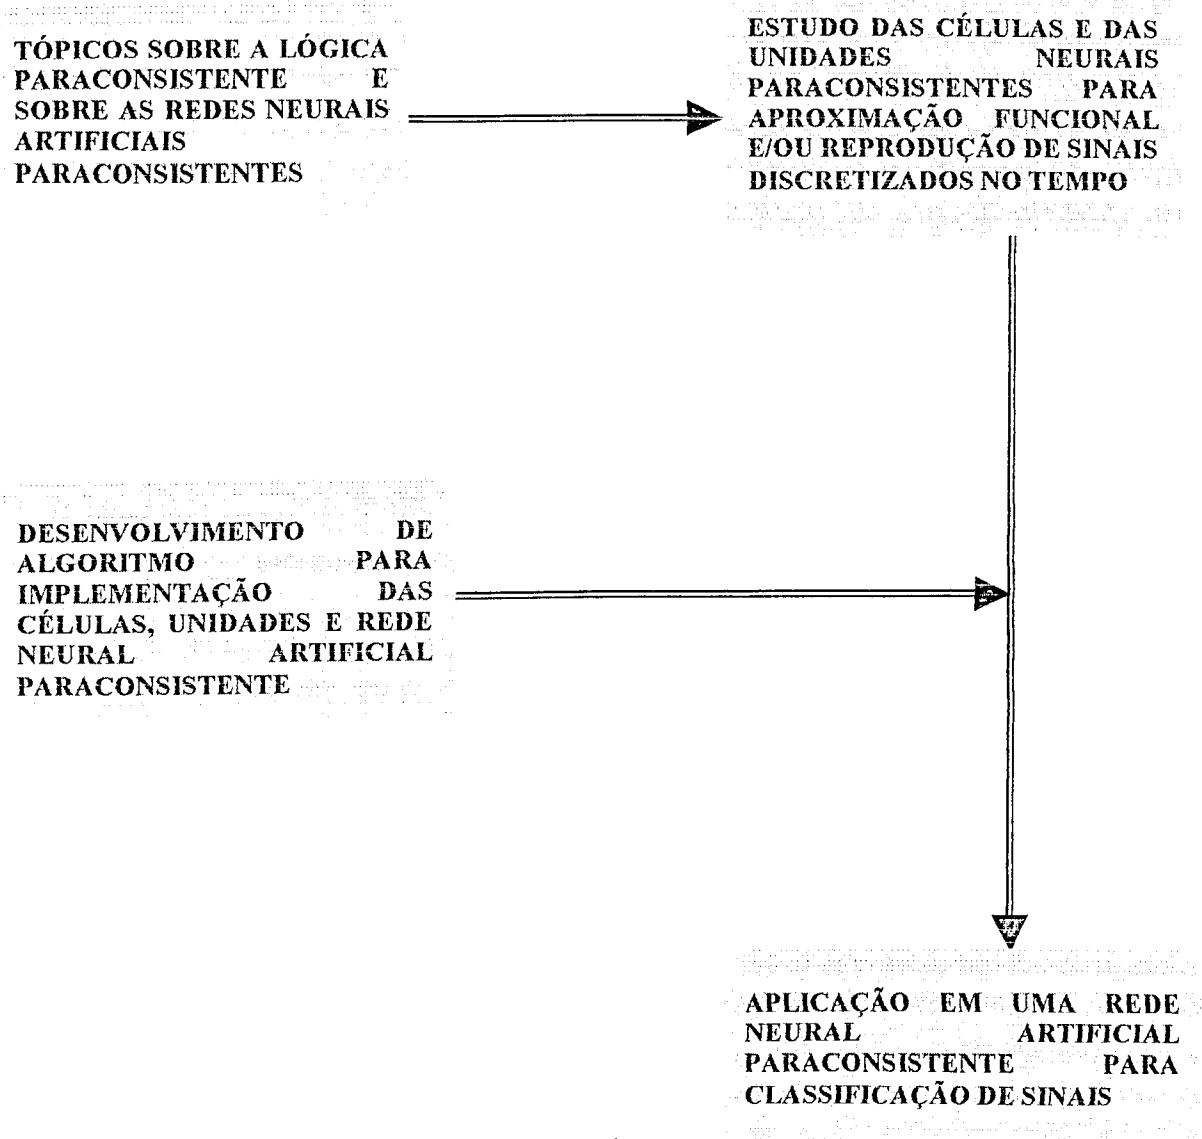 TÓPICOS SOBRE A LÓGICA
PARACONSISTENTE E
SOBRE AS REDES NEURAIS
ARTIFICIAIS
PARACONSISTENTES
ESTUDO DAS CÉLULAS E DAS
UNIDADES NEURAIS
PARACONSISTENTES PARA
APROXIMAÇÃO FUNCIONAL
E/OU REPRODUÇÃO DE SINAIS
DISCRETIZADOS NO TEMPO
DESENVOLVIMENTO DE
ALGORITMO PARA
IMPLEMENTAÇÃO DAS
CÉLULAS, UNIDADES E REDE
NEURAL ARTIFICIAL
PARACONSISTENTE
APLICAÇÃO EM UMA REDE
NEURAL ARTIFICIAL
PARACONSISTENTE PARA
CLASSIFICAÇÃO DE SINAIS